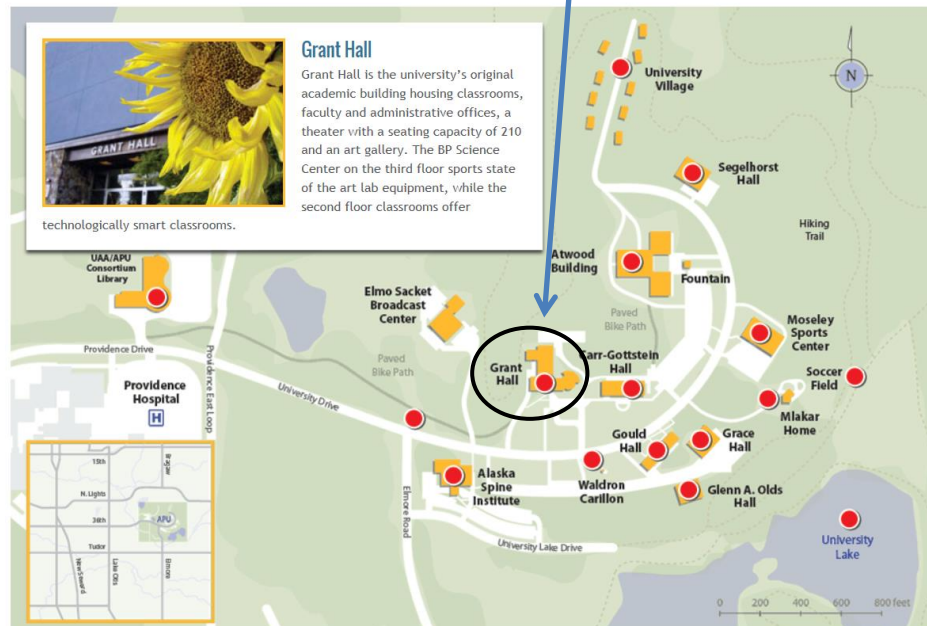 Grant Hall
Grant Hall is the university's original
academic building housing classrooms,
faculty and administrative offices, a
theater with a seating capacity of 210
and an art gallery. The BP Science
Center on the third floor sports state
of the art lab equipment, while the
second floor classrooms offer
technologically smart classrooms.
GRANT HALL
University
Village
N
Segelhorst
Hall
Hiking
Trail
UAA/APU
Consortium
Library
Atwood
Building
Fountain
Elmo Sacket
Broadcast
Center
Paved
Bike Path
Moseley
Sports
Center
Providence Drive
Providence East Loop
Paved
Bike Path
Grant
Hall
Carr-Gottstein
Hall
Soccer
Field
Providence
Hospital
H
University Drive
Mlakar
Home
Gould
Hall
Grace
Hall
Alaska
Spine
Institute
Waldron
Carillon
Glenn A. Olds
Hall
Elmore Road
University Lake Drive
University
Lake
15th
Bragaw
N. Lights
36th
APU
Tudor
New Seward
Lake Otis
Elmore
0 200 400 600 800 feet